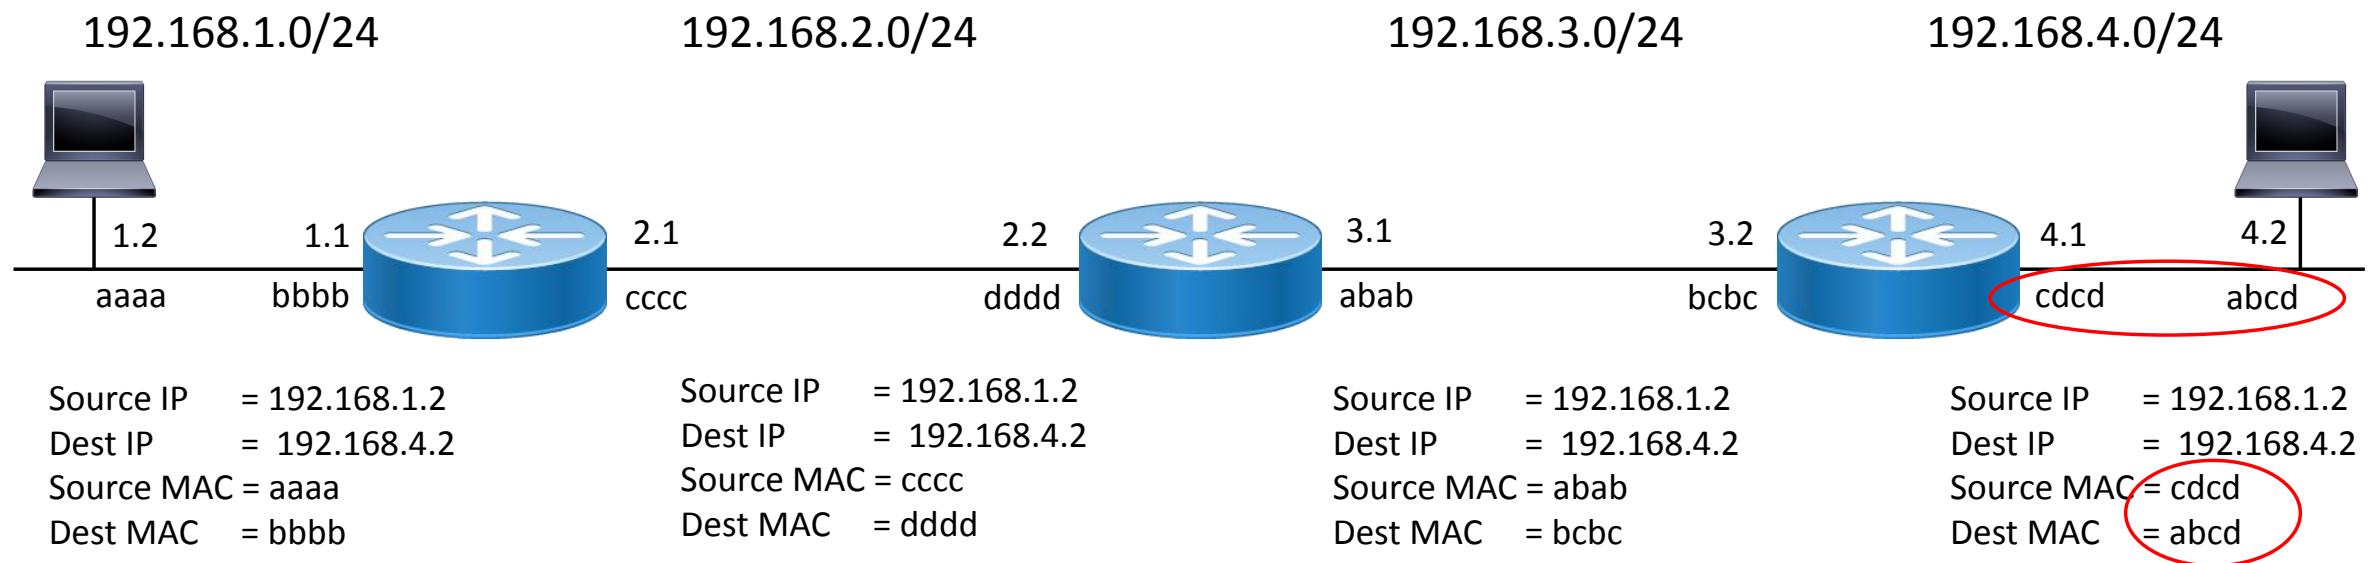 192.168.1.0/24
192.168.2.0/24
192.168.3.0/24
192.168.4.0/24
1.2
1.1
2.1
2.2
3.1
3.2
4.1
4.2
aaaa
bbbb
cccc
dddd
abab
bcbc
cdcd
abcd
Source IP = 192.168.1.2
Dest IP = 192.168.4.2
Source MAC = aaaa
Dest MAC = bbbb
Source IP = 192.168.1.2
Dest IP = 192.168.4.2
Source MAC = cccc
Dest MAC = dddd
Source IP = 192.168.1.2
Dest IP = 192.168.4.2
Source MAC = abab
Dest MAC = bcbc
Source IP = 192.168.1.2
Dest IP = 192.168.4.2
Source MAC = cdcd
Dest MAC = abcd